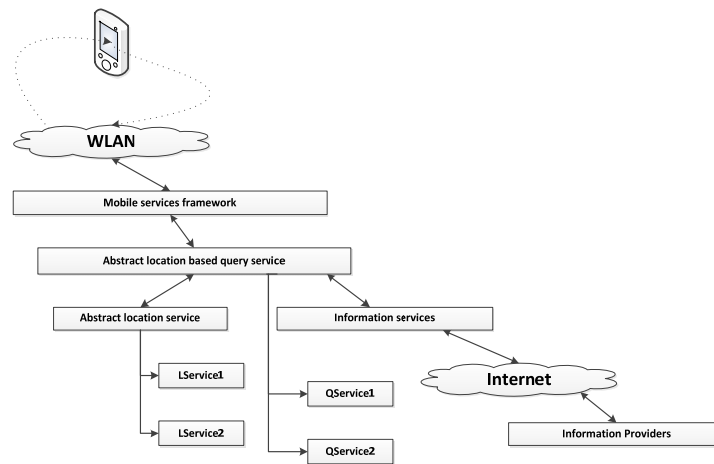 WLAN
Mobile services framework
Abstract location based query service
Abstract location service
Information services
LService1
QService1
Internet
LService2
Information Providers
QService2